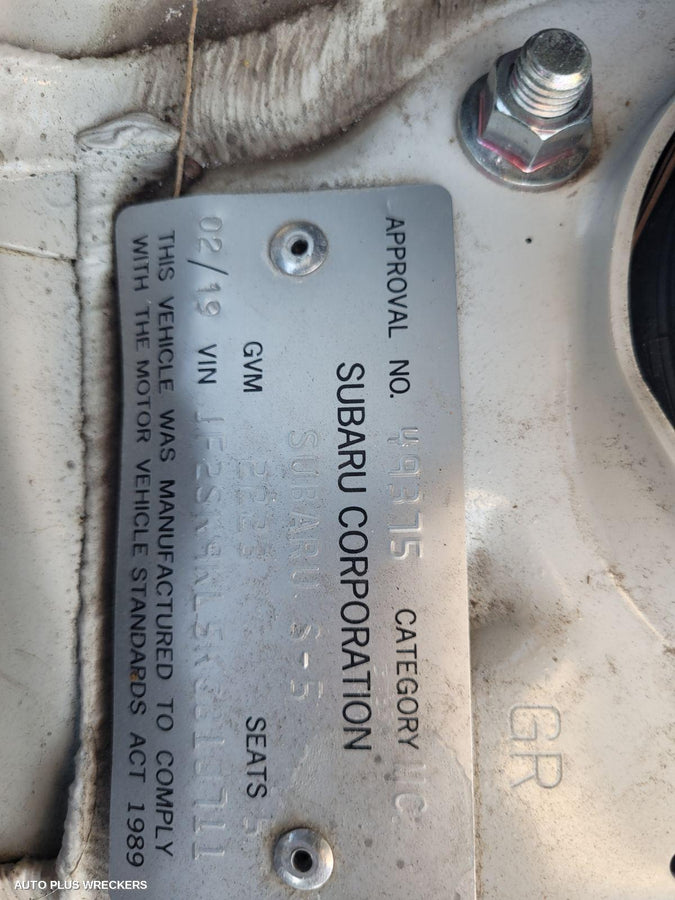 APPROVAL NO. 49375 CATEGORY MC
SUBARU CORPORATION
SUBARU S-5
GVM 2223 SEATS 5
02/19 VIN
THIS VEHICLE WAS MANUFACTURED TO COMPLY
WITH THE MOTOR VEHICLE STANDARDS ACT 1989
GR
AUTO PLUS WRECKERS